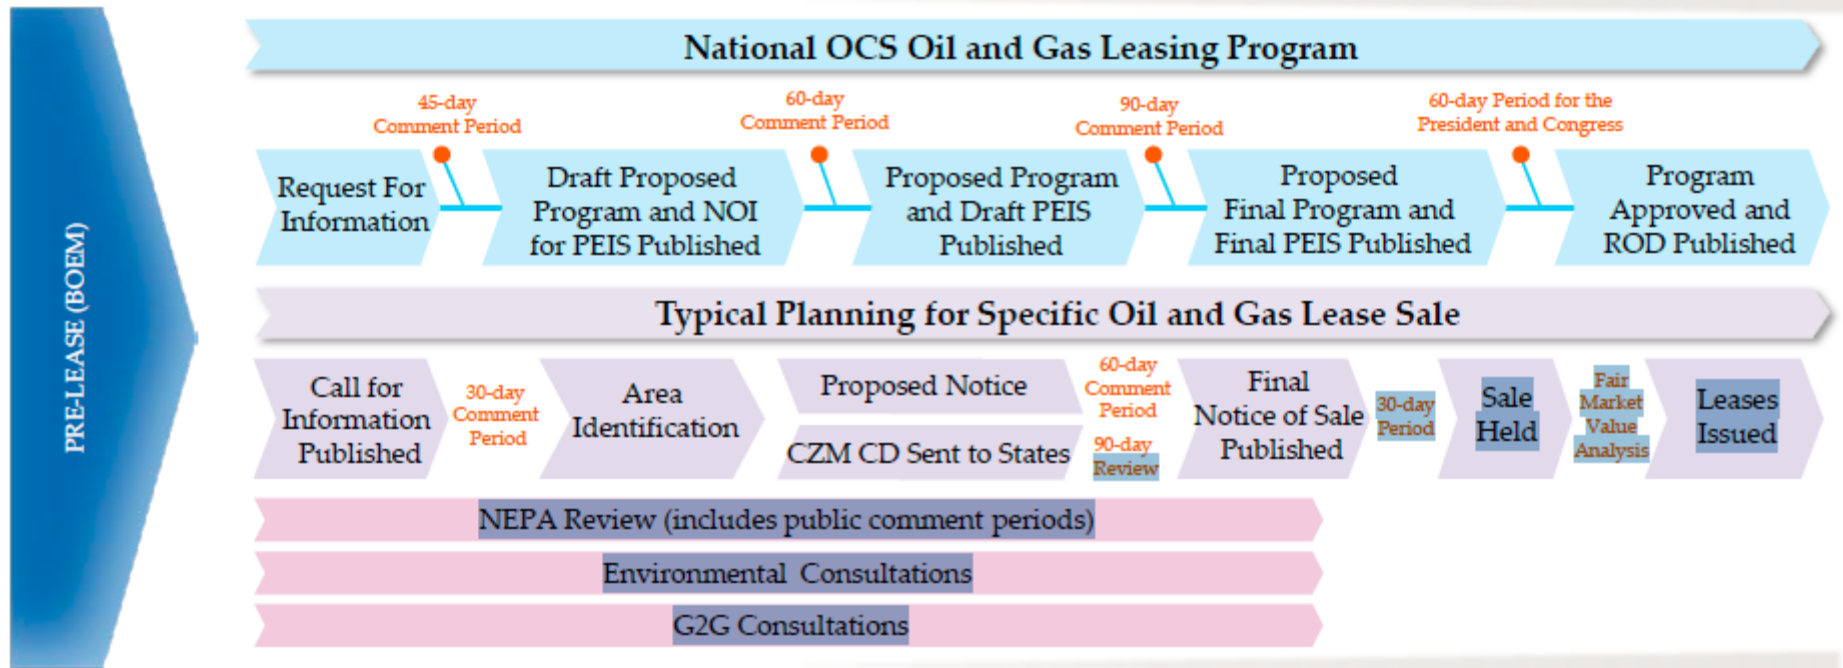 PRE-LEASE (BOEM)
National OCS Oil and Gas Leasing Program
45-day
Comment Period
60-day
Comment Period
90-day
Comment Period
60-day Period for the
President and Congress
Request For
Information
Draft Proposed
Program and NOI
for PEIS Published
Proposed Program
and Draft PEIS
Published
Proposed
Final Program and
Final PEIS Published
Program
Approved and
ROD Published
Typical Planning for Specific Oil and Gas Lease Sale
Call for
Information
Published
30-day
Comment
Period
Area
Identification
Proposed Notice
CZM CD Sent to States
60-day
Comment
Period
90-day
Review
Final
Notice of Sale
Published
30-day
Period
Sale
Held
Fair
Market
Value
Analysis
Leases
Issued
NEPA Review (includes public comment periods)
Environmental Consultations
G2G Consultations